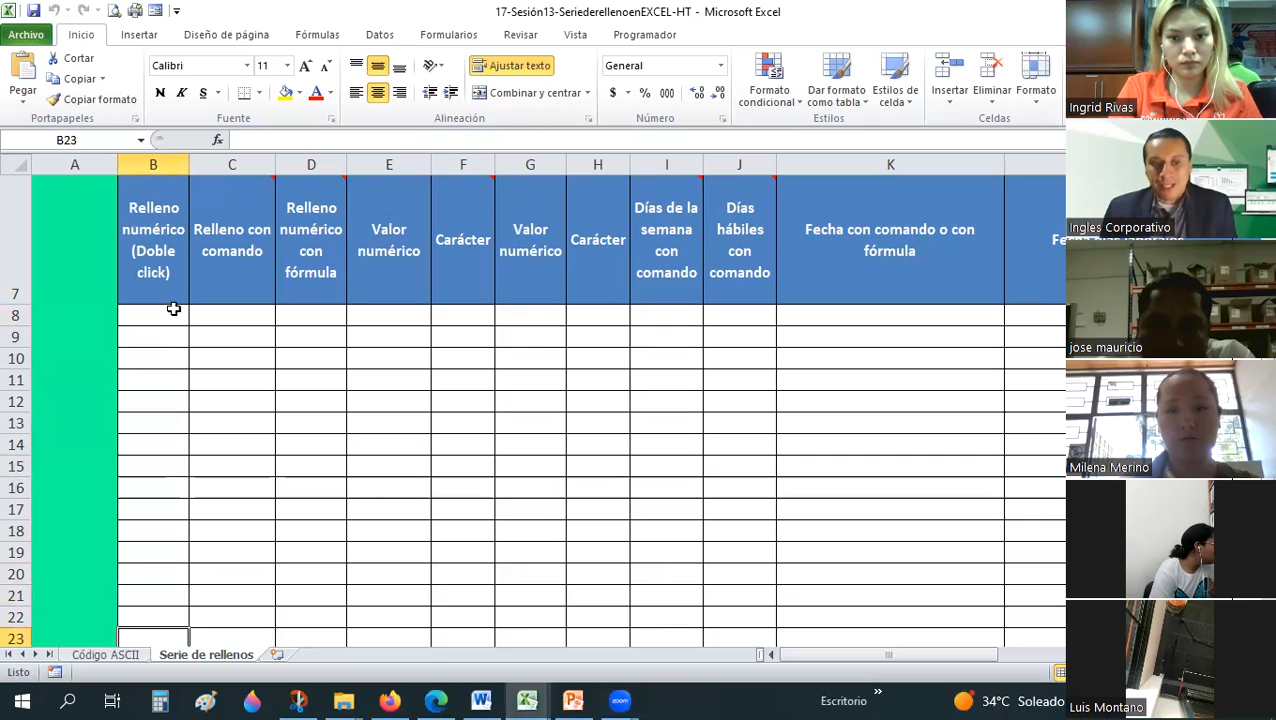 17-Sesión13-SeriederellenoenEXCEL-HT - Microsoft Excel
Archivo Inicio Insertar Diseño de página Fórmulas Datos Formularios Revisar Vista Programador
Pegar
Cortar
Copiar
Copiar formato
Portapapeles
Calibri 11
N K S
Fuente
Ajustar texto
Combinar y centrar
Alineación
General
$ % 000
Número
Formato condicional
Dar formato como tabla
Estilos de celda
Estilos
Insertar
Eliminar
Formato
Celdas
B23 fx
A B C D E F G H I J K
7
Relleno numérico (Doble click)
Relleno con comando
Relleno numérico con fórmula
Valor numérico
Carácter
Valor numérico
Carácter
Días de la semana con comando
Días hábiles con comando
Fecha con comando o con fórmula
8
9
10
11
12
13
14
15
16
17
18
19
20
21
22
23
Código ASCII Serie de rellenos
Listo
Escritorio » 34°C Soleado
zoom
Ingrid Rivas
Ingles Corporativo
jose mauricio
Milena Merino
Luis Montano